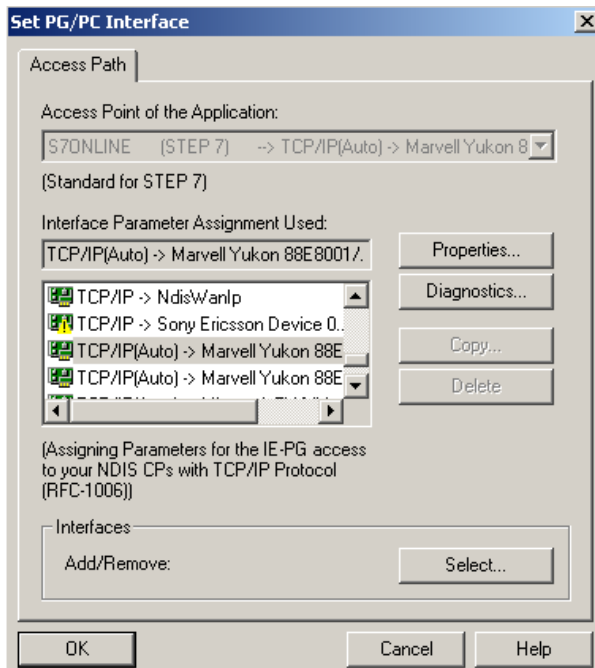 Set PG/PC Interface
Access Path
Access Point of the Application:
S7ONLINE (STEP 7) --> TCP/IP(Auto) -> Marvell Yukon 8
(Standard for STEP 7)
Interface Parameter Assignment Used:
TCP/IP(Auto) -> Marvell Yukon 88E8001/.
Properties...
Diagnostics...
TCP/IP -> NdisWanIp
TCP/IP -> Sony Ericsson Device 0..
TCP/IP(Auto) -> Marvell Yukon 88E
Copy...
TCP/IP(Auto) -> Marvell Yukon 88E
Delete
(Assigning Parameters for the IE-PG access
to your NDIS CPs with TCP/IP Protocol
(RFC-1006))
Interfaces
Add/Remove:
Select...
OK
Cancel
Help